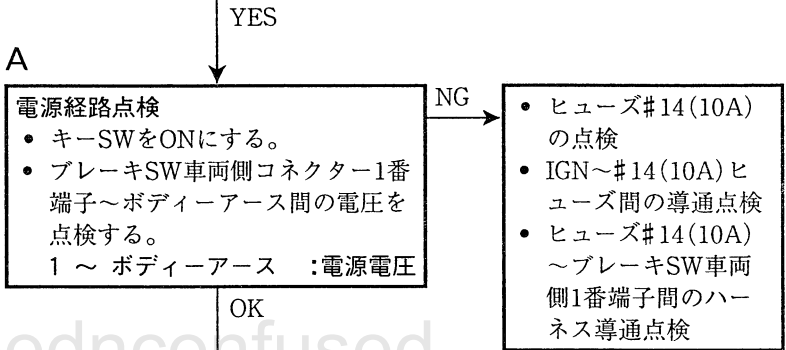 YES
A
電源経路点検
• キーSWをONにする。
• ブレーキSW車両側コネクター1番
端子～ボディーアース間の電圧を
点検する。
1 ～ ボディーアース :電源電圧
NG
• ヒューズ#14(10A)
の点検
• IGN～#14(10A)ヒ
ューズ間の導通点検
• ヒューズ#14(10A)
～ブレーキSW車両
側1番端子間のハー
ネス導通点検
OK
ednconfused